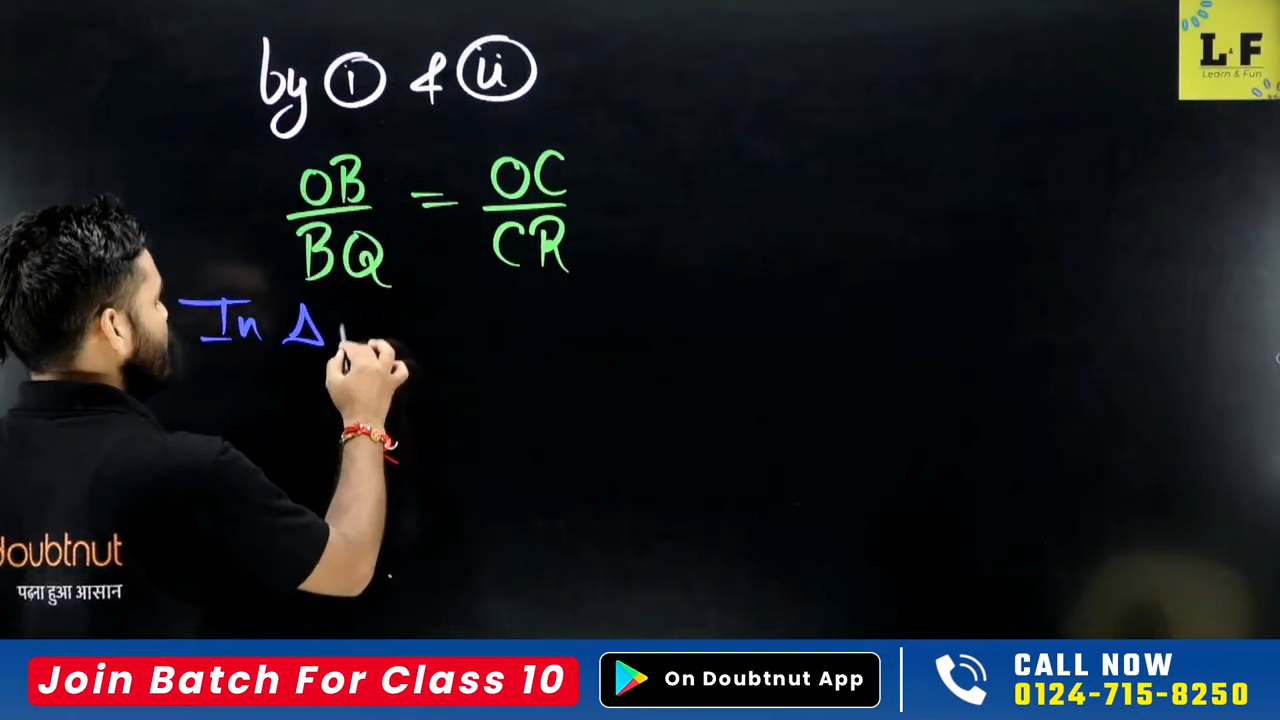 by (i) & (ii)
OB/BQ = OC/CR
In Δ
L&F
Learn & Fun
doubtnut
पढ़ना हुआ आसान
Join Batch For Class 10
On Doubtnut App
CALL NOW
0124-715-8250